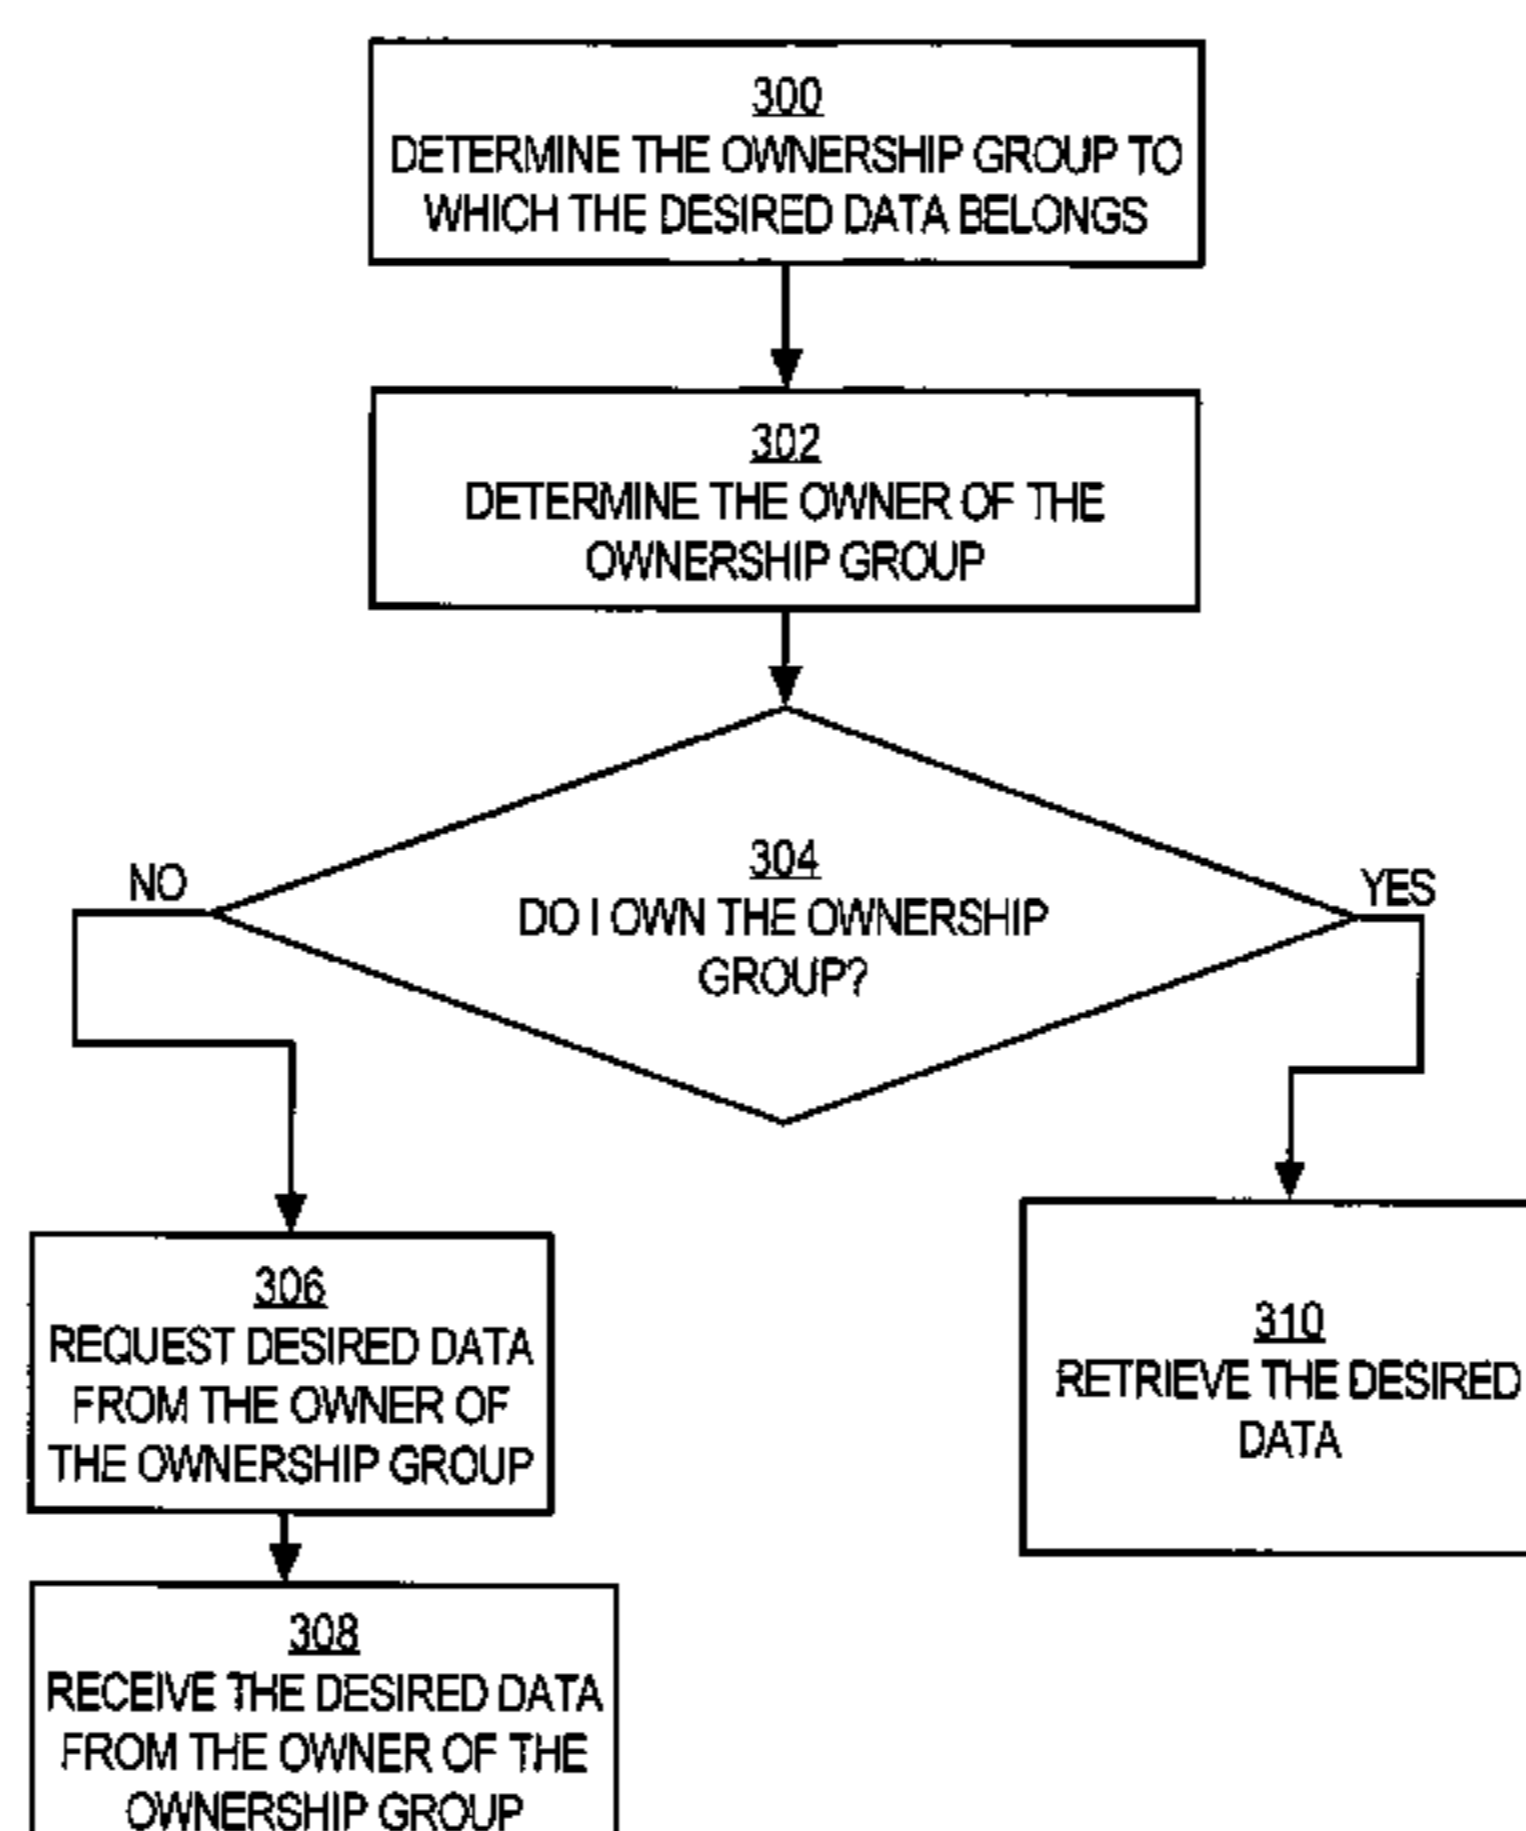 300
DETERMINE THE OWNERSHIP GROUP TO
WHICH THE DESIRED DATA BELONGS
302
DETERMINE THE OWNER OF THE
OWNERSHIP GROUP
304
DO I OWN THE OWNERSHIP
GROUP?
NO
YES
306
REQUEST DESIRED DATA
FROM THE OWNER OF
THE OWNERSHIP GROUP
310
RETRIEVE THE DESIRED
DATA
308
RECEIVE THE DESIRED DATA
FROM THE OWNER OF THE
OWNERSHIP GROUP